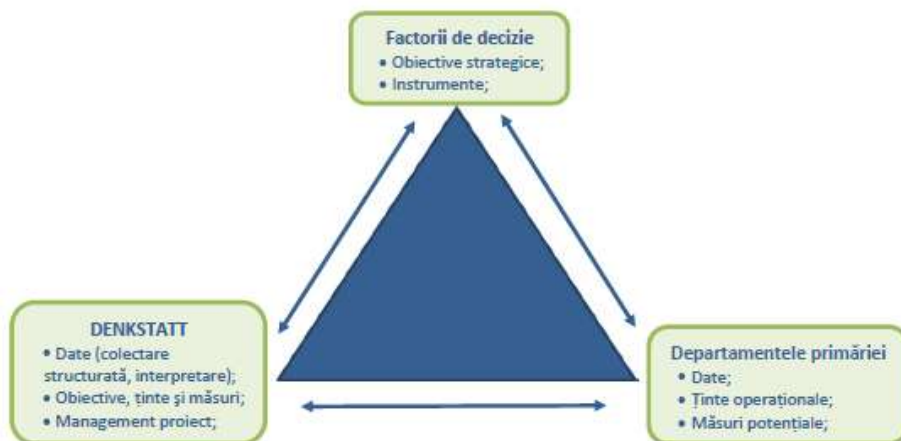 Factorii de decizie
• Obiective strategice;
• Instrumente;
DENKSTATT
• Date (colectare
structurată, interpretare);
• Obiective, ținte și măsuri;
• Management proiect;
Departamentele primăriei
• Date;
• Ținte operaționale;
• Măsuri potențiale;